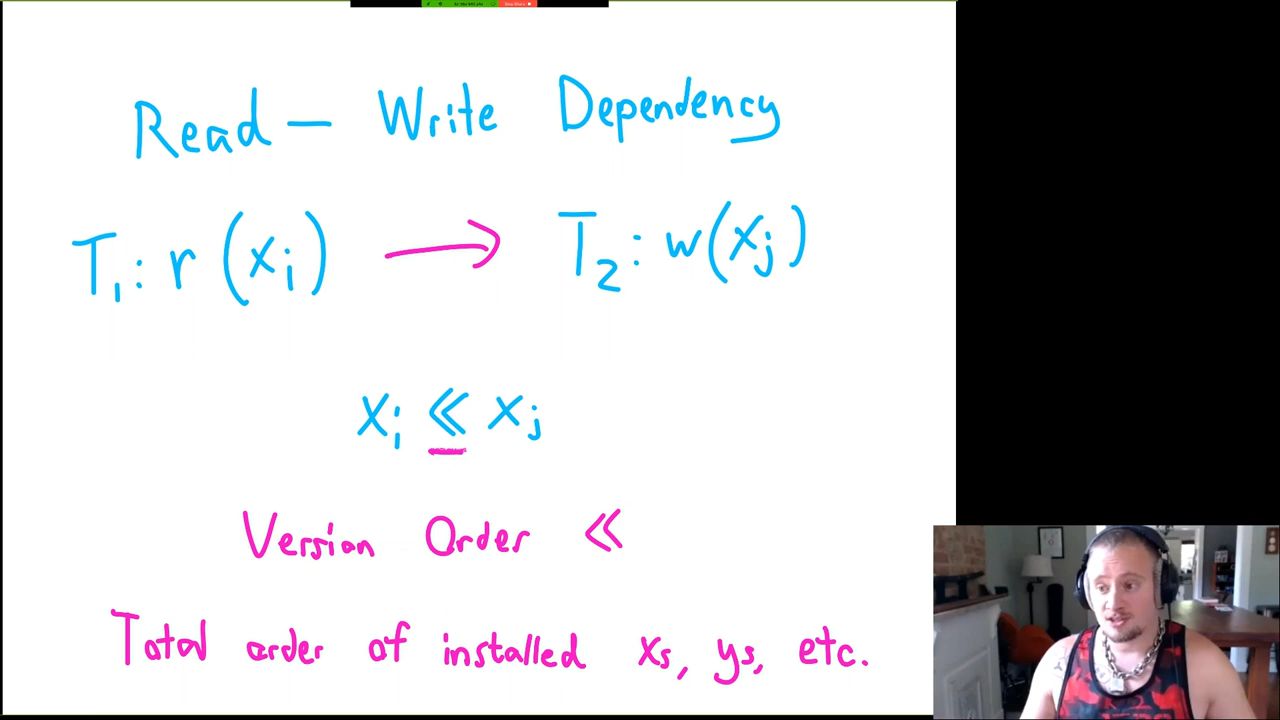 Read — Write Dependency
T₁: r(xᵢ) → T₂: w(xⱼ)
xᵢ ≪ xⱼ
Version Order ≪
Total order of installed xs, ys, etc.